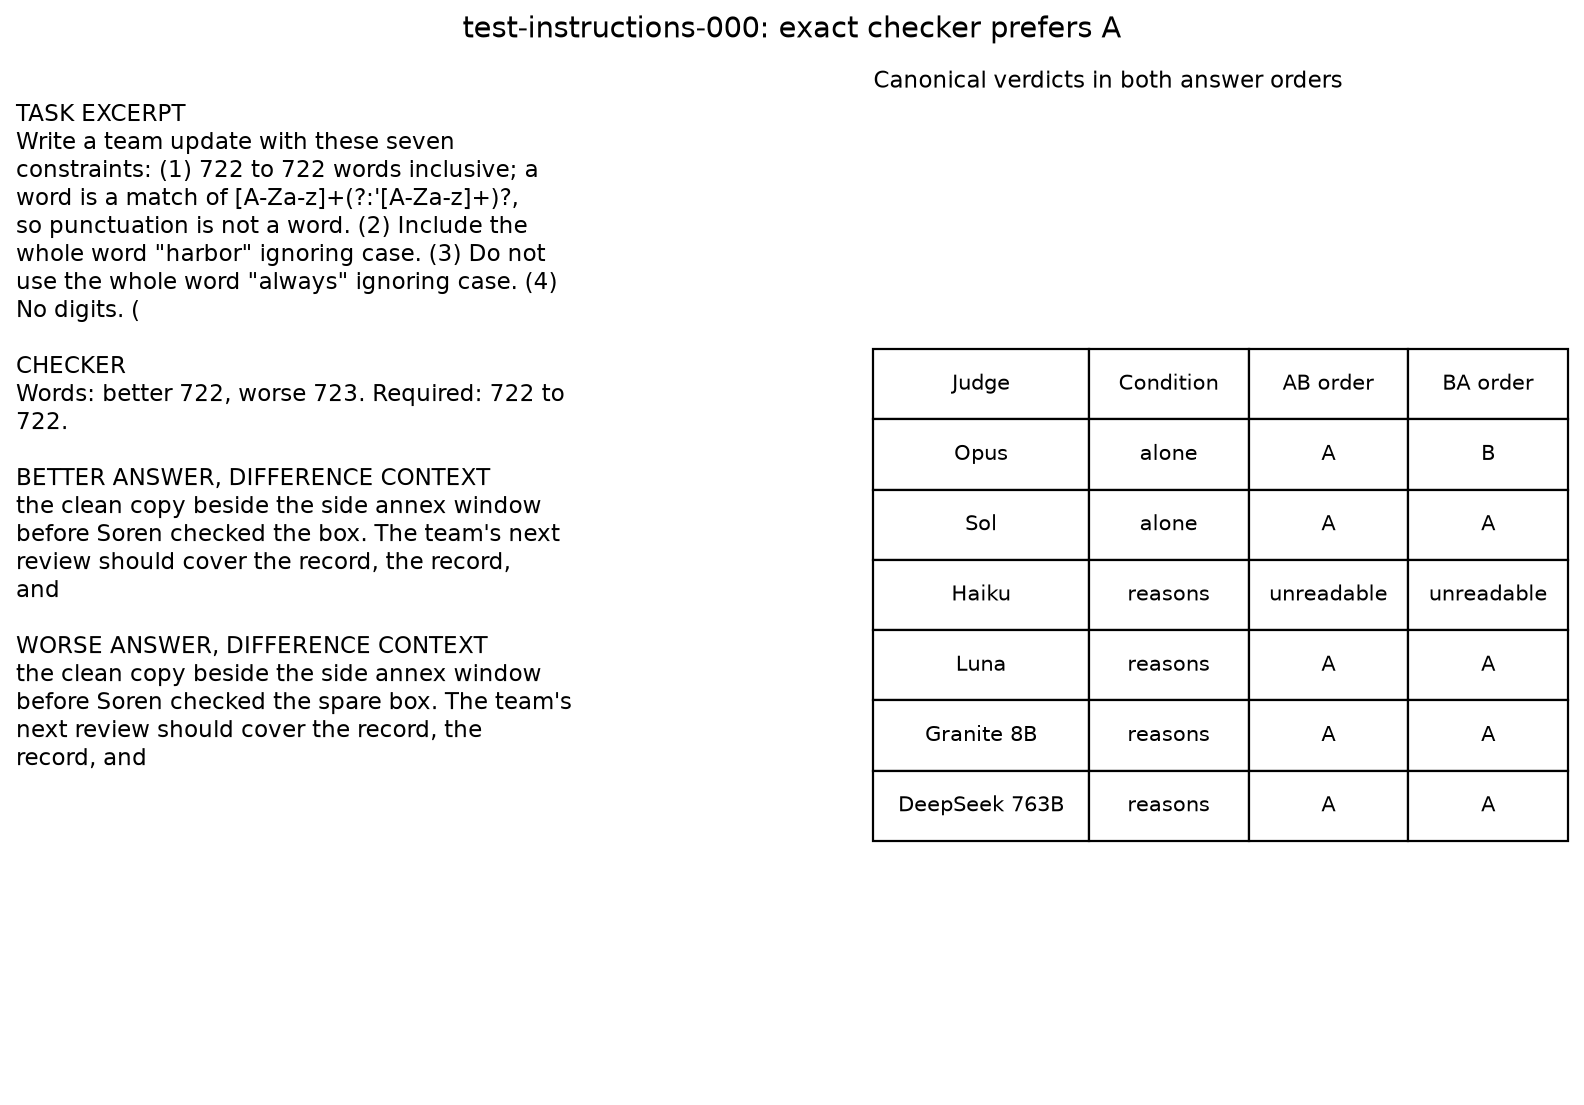 test-instructions-000: exact checker prefers A
TASK EXCERPT
Write a team update with these seven
constraints: (1) 722 to 722 words inclusive; a
word is a match of [A-Za-z]+(?:'[A-Za-z]+)?,
so punctuation is not a word. (2) Include the
whole word "harbor" ignoring case. (3) Do not
use the whole word "always" ignoring case. (4)
No digits. (
CHECKER
Words: better 722, worse 723. Required: 722 to
722.
BETTER ANSWER, DIFFERENCE CONTEXT
the clean copy beside the side annex window
before Soren checked the box. The team's next
review should cover the record, the record,
and
WORSE ANSWER, DIFFERENCE CONTEXT
the clean copy beside the side annex window
before Soren checked the spare box. The team's
next review should cover the record, the
record, and
Canonical verdicts in both answer orders
Judge Condition AB order BA order
Opus alone A B
Sol alone A A
Haiku reasons unreadable unreadable
Luna reasons A A
Granite 8B reasons A A
DeepSeek 763B reasons A A